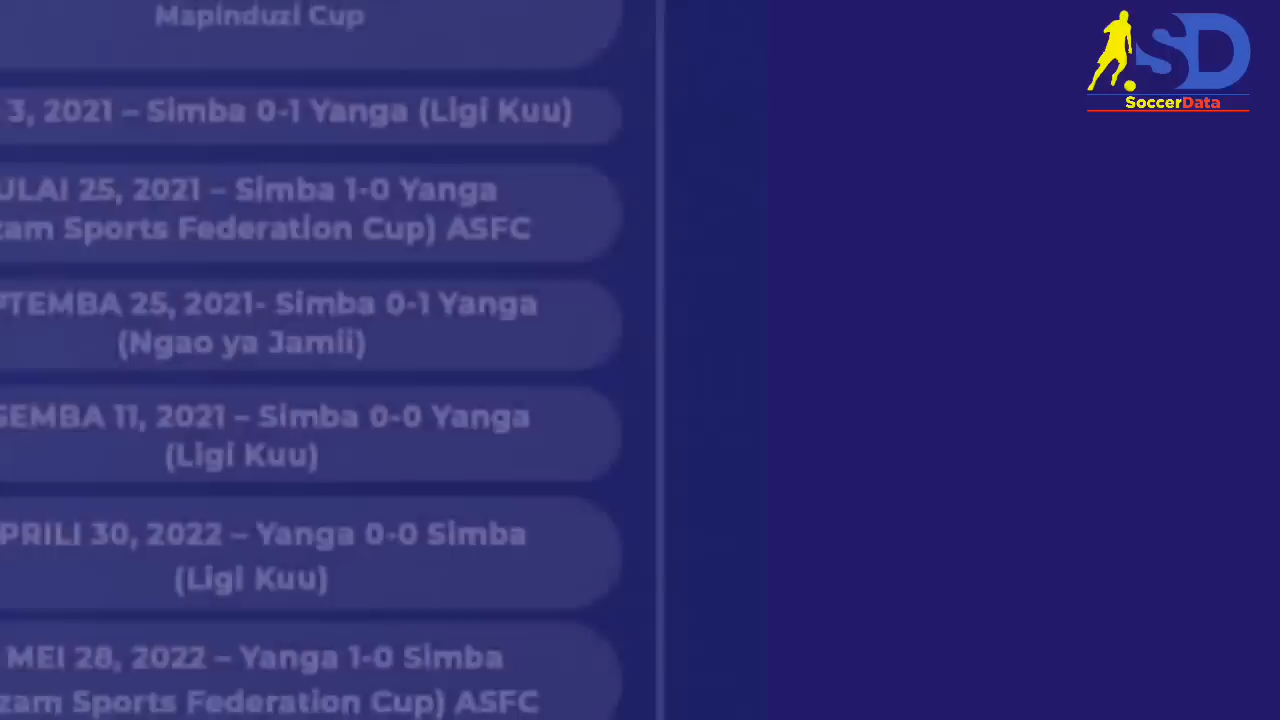 Mapinduzi Cup
3, 2021 – Simba 0-1 Yanga (Ligi Kuu)
ULAI 25, 2021 – Simba 1-0 Yanga
zam Sports Federation Cup) ASFC
PTEMBA 25, 2021- Simba 0-1 Yanga
(Ngao ya Jamii)
SEMBA 11, 2021 – Simba 0-0 Yanga
(Ligi Kuu)
PRILI 30, 2022 – Yanga 0-0 Simba
(Ligi Kuu)
MEI 28, 2022 – Yanga 1-0 Simba
zam Sports Federation Cup) ASFC
SD
SoccerData